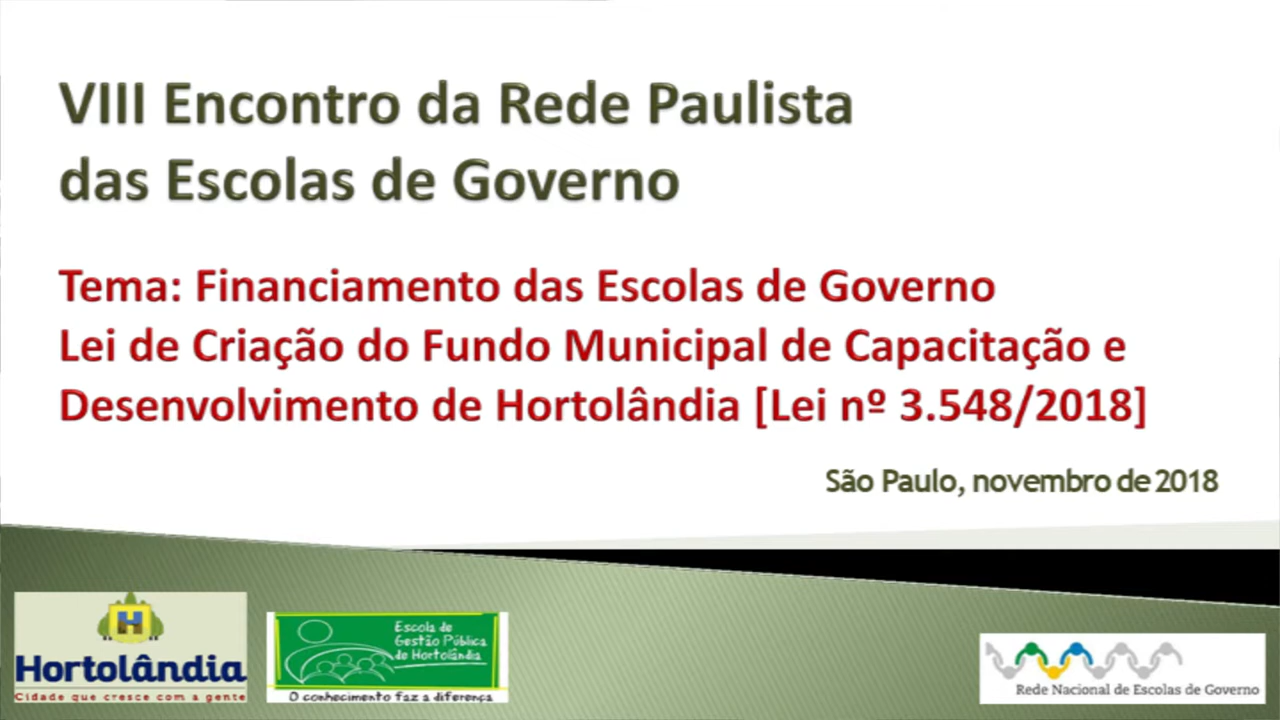 VIII Encontro da Rede Paulista
das Escolas de Governo
Tema: Financiamento das Escolas de Governo
Lei de Criação do Fundo Municipal de Capacitação e
Desenvolvimento de Hortolândia [Lei nº 3.548/2018]
São Paulo, novembro de 2018
H
Hortolândia
Cidade que cresce com a gente
Escola de
Gestão Pública
de Hortolândia
O conhecimento faz a diferença
Rede Nacional de Escolas de Governo